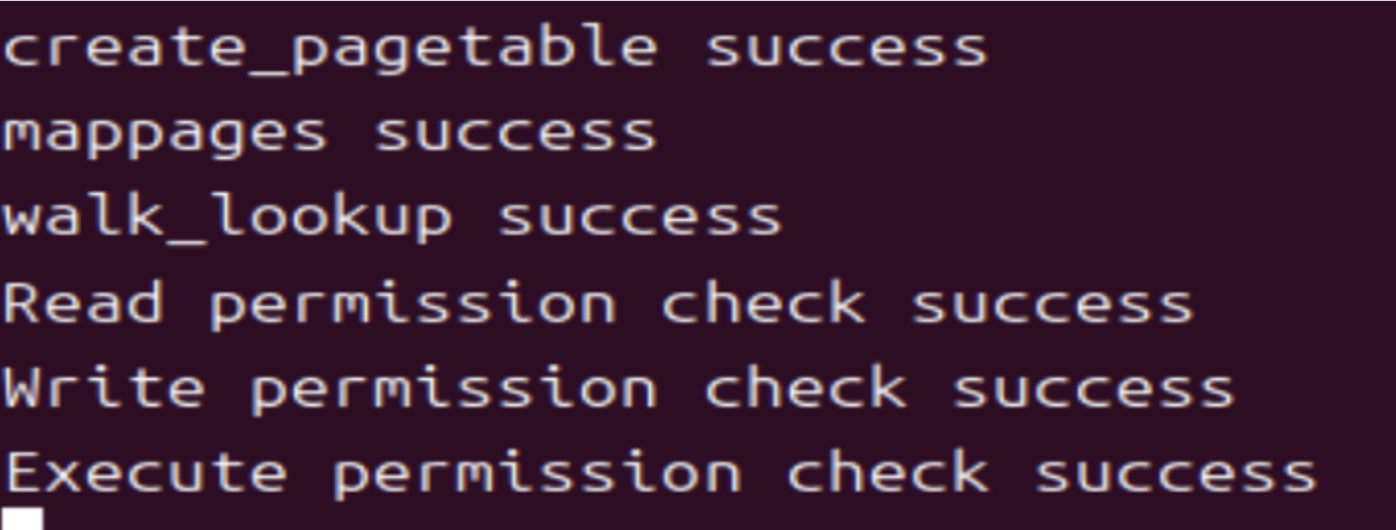 create_pagetable success
mappages success
walk_lookup success
Read permission check success
Write permission check success
Execute permission check success